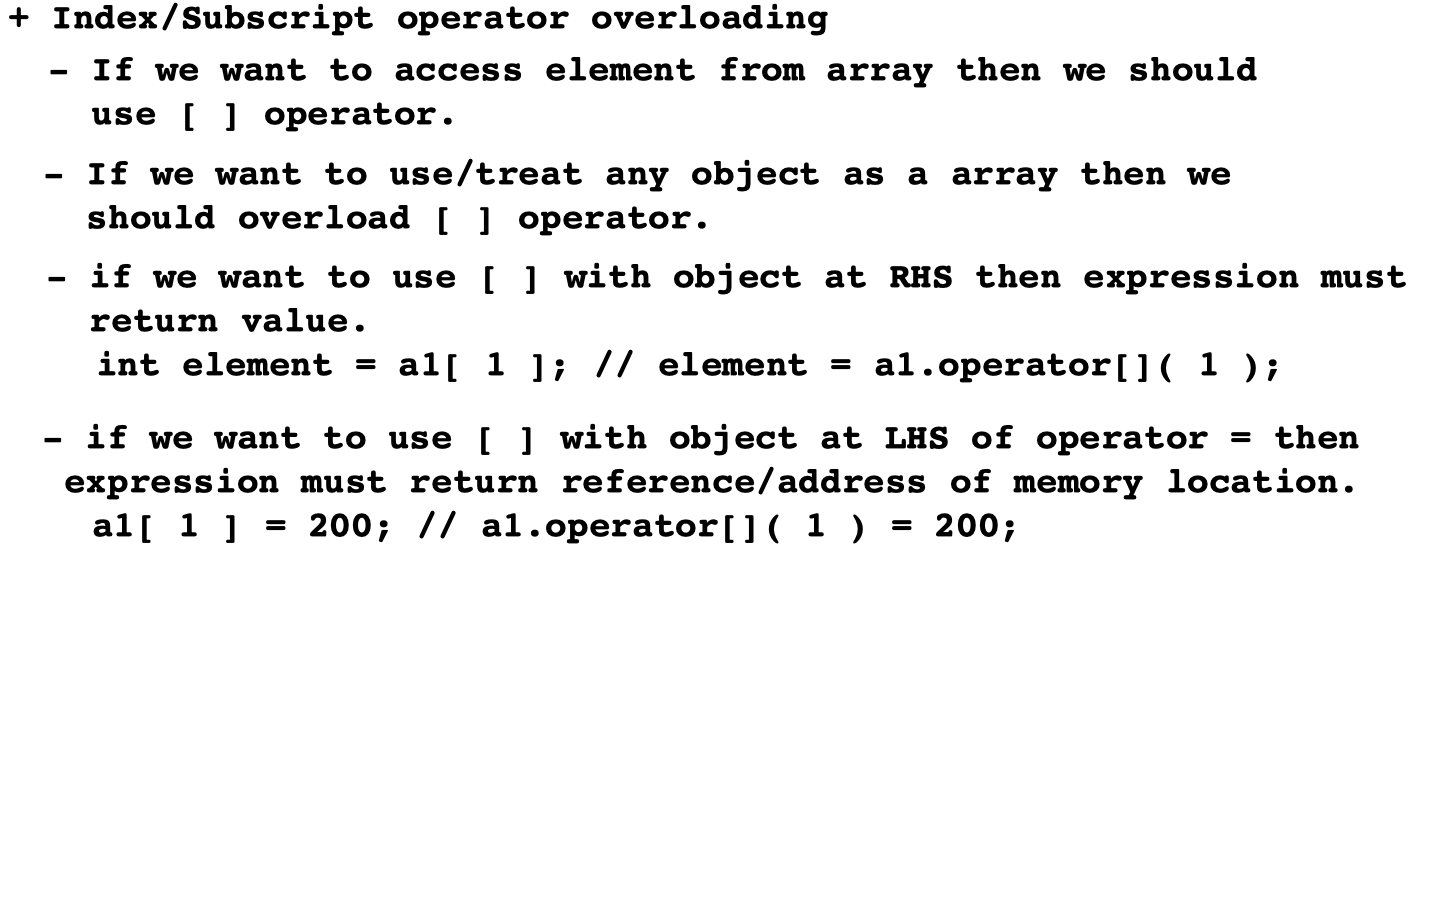 + Index/Subscript operator overloading
- If we want to access element from array then we should
use [ ] operator.
- If we want to use/treat any object as a array then we
should overload [ ] operator.
- if we want to use [ ] with object at RHS then expression must
return value.
int element = a1[ 1 ]; // element = a1.operator[]( 1 );
- if we want to use [ ] with object at LHS of operator = then
expression must return reference/address of memory location.
a1[ 1 ] = 200; // a1.operator[]( 1 ) = 200;